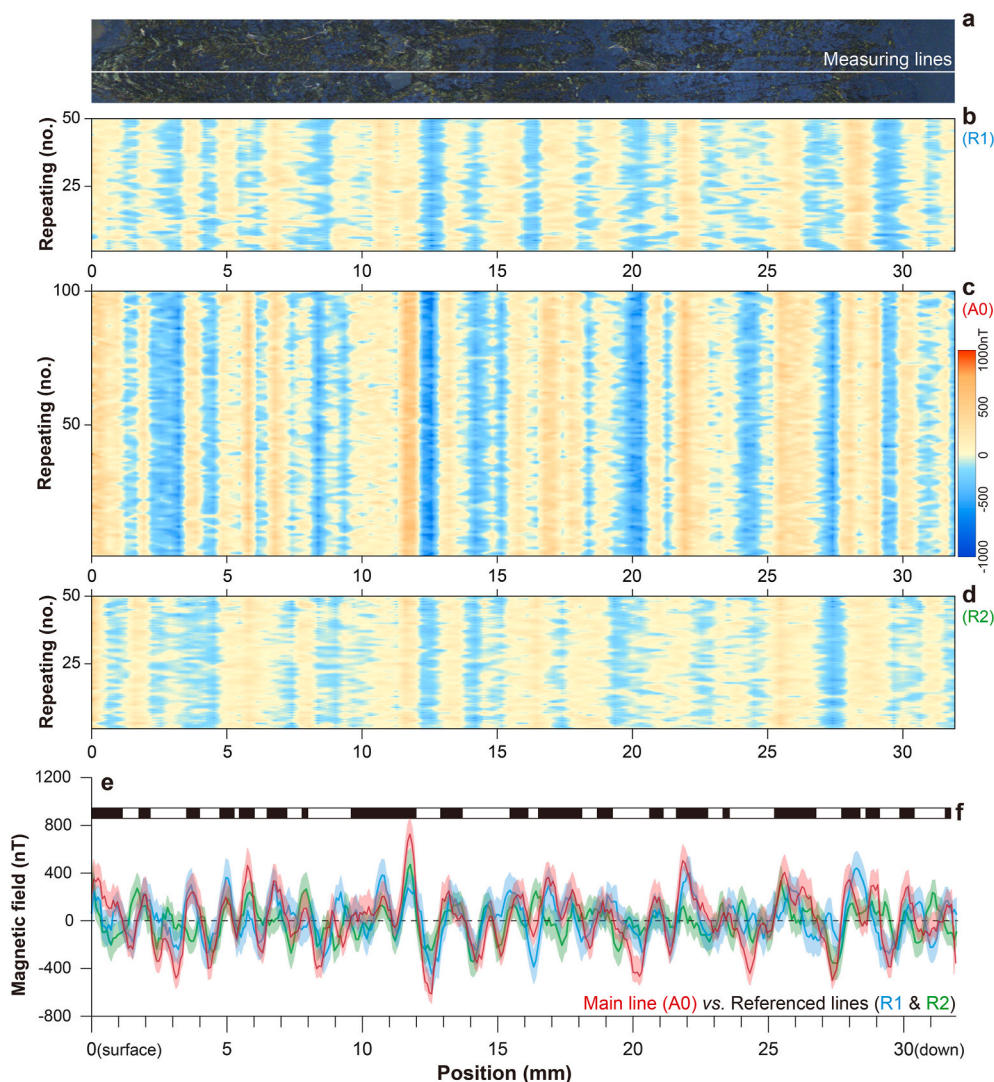 a
Measuring lines
b
(R1)
Repeating (no.)
50
25
0 5 10 15 20 25 30
c
(A0)
Repeating (no.)
100
50
1000nT
500
0
-500
-1000
0 5 10 15 20 25 30
d
(R2)
Repeating (no.)
50
25
0 5 10 15 20 25 30
e
f
Magnetic field (nT)
1200
800
400
0
-400
-800
Main line (A0) vs. Referenced lines (R1 & R2)
0(surface) 5 10 15 20 25 30(down)
Position (mm)